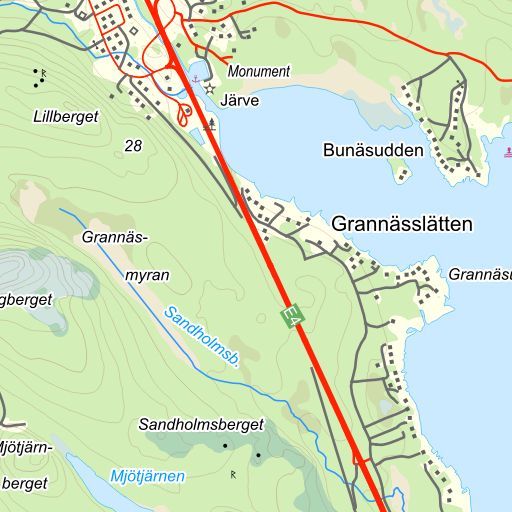 Monument
Järve
Lillberget
28
Bunäsudden
Grannässlätten
Grannäs-
myran
Grannäsu
gberget
Sandholmsb.
E4
Sandholmsberget
Mjötjärn-
berget
Mjötjärnen
R
R